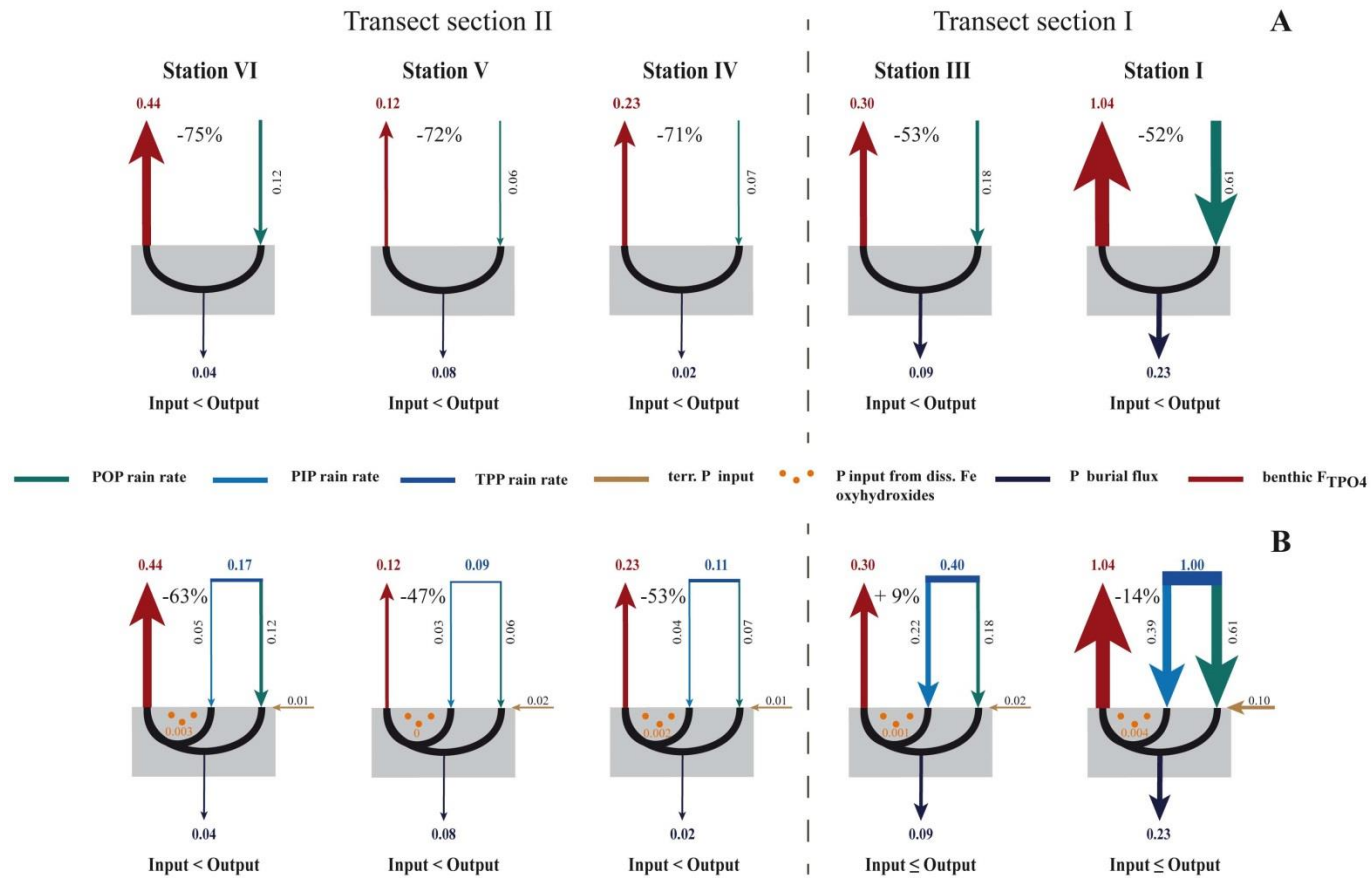 Transect section II
Transect section I
A
Station VI
Station V
Station IV
Station III
Station I
0.44
-75%
0.12
0.04
Input < Output
0.12
-72%
0.06
0.08
Input < Output
0.23
-71%
0.07
0.02
Input < Output
0.30
-53%
0.18
0.09
Input < Output
1.04
-52%
0.61
0.23
Input < Output
POP rain rate
PIP rain rate
TPP rain rate
terr. P input
P input from diss. Fe
oxyhydroxides
P burial flux
benthic FTPO4
B
0.44
0.17
-63%
0.05
0.12
0.01
0.003
0.04
Input < Output
0.12
0.09
-47%
0.03
0.06
0.02
0
0.08
Input < Output
0.23
0.11
-53%
0.04
0.07
0.01
0.002
0.02
Input < Output
0.30
0.40
+ 9%
0.22
0.18
0.02
0.001
0.09
Input ≤ Output
1.04
1.00
-14%
0.39
0.61
0.10
0.004
0.23
Input ≤ Output